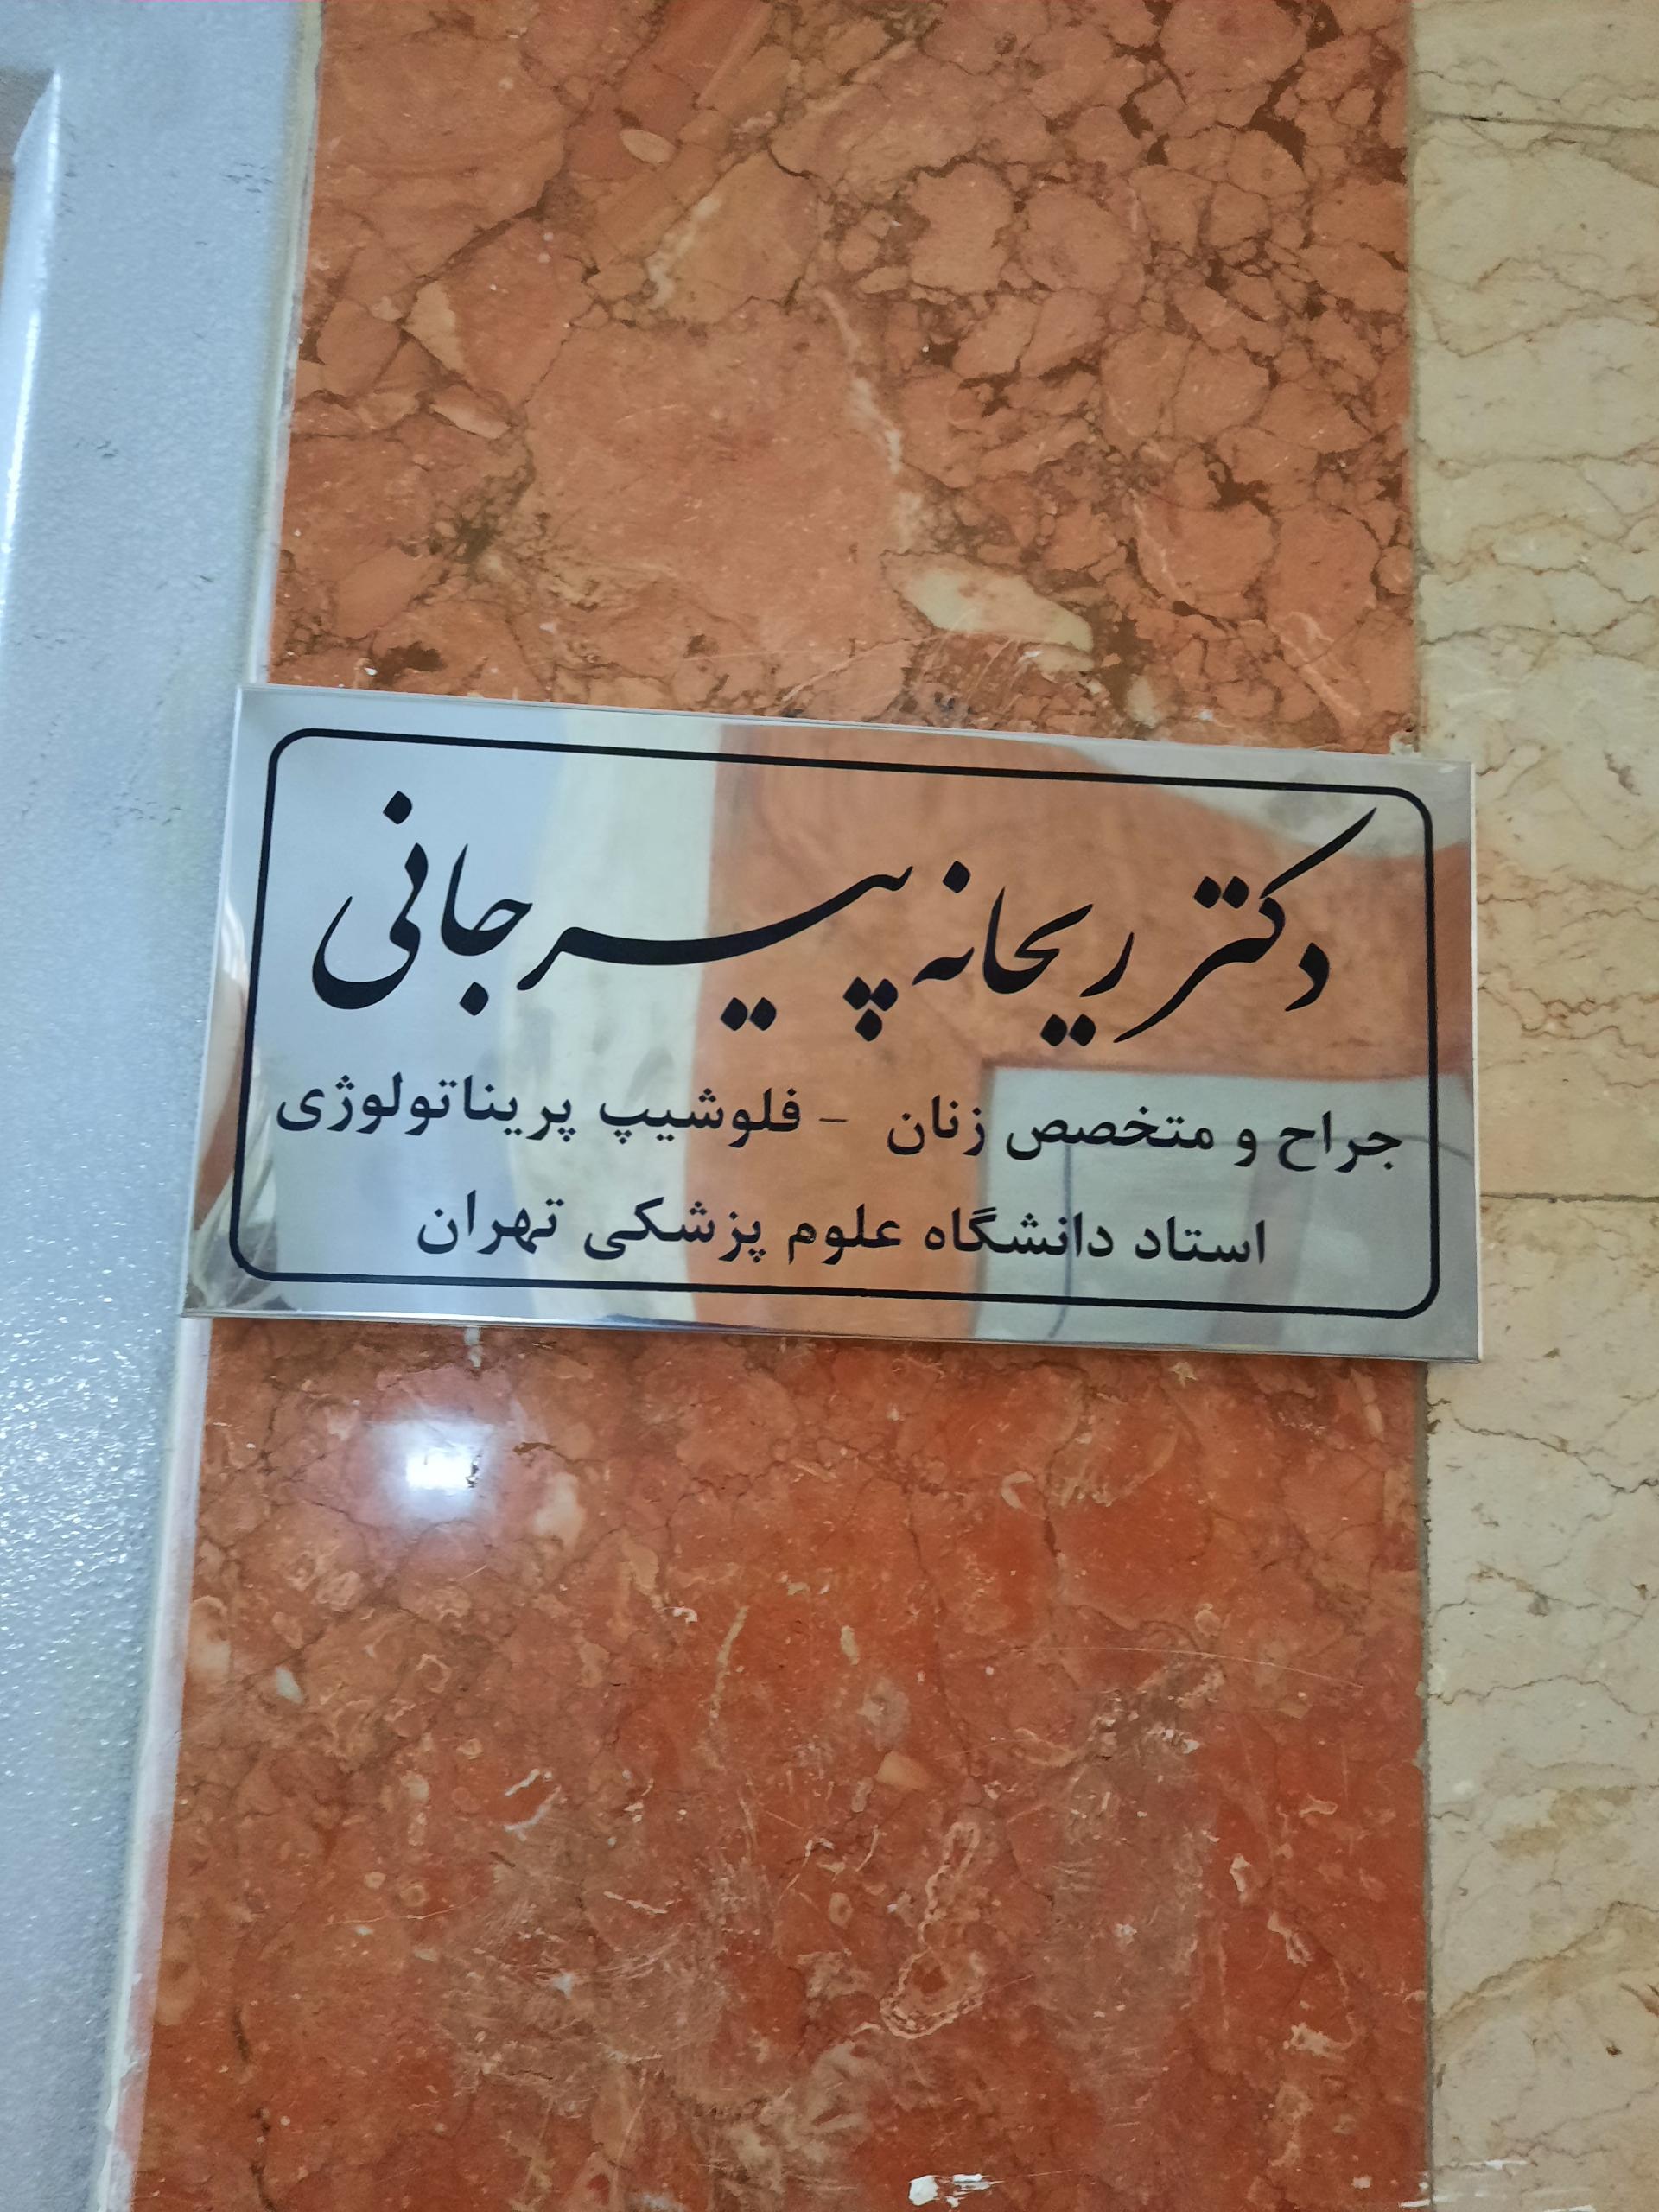 دکتر ریحانه پیرجانی
جراح و متخصص زنان - فلوشیپ پریناتولوژی
استاد دانشگاه علوم پزشکی تهران